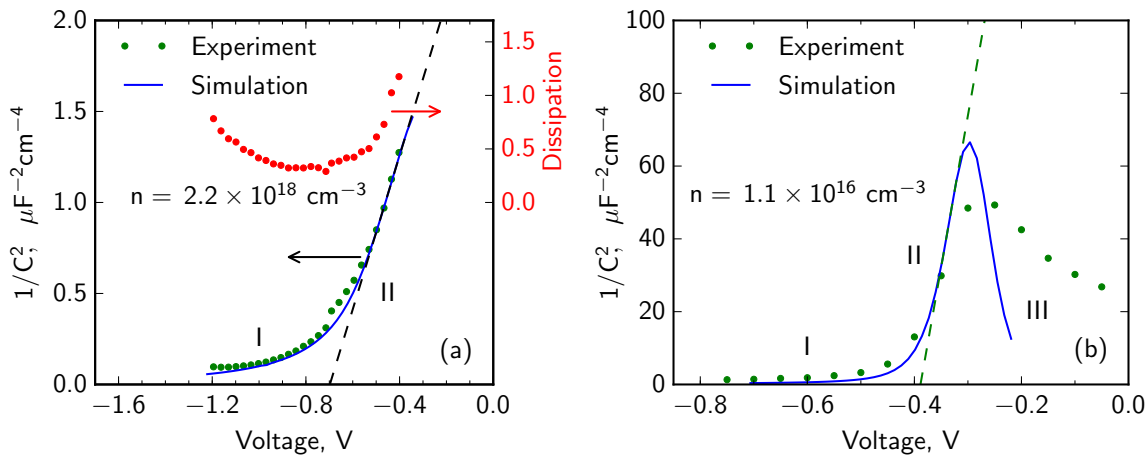 2.0
1.5
1.0
0.5
0.0
1/C², μF⁻²cm⁻⁴
Experiment
Simulation
n = 2.2 × 10¹⁸ cm⁻³
I
II
(a)
1.5
1.0
0.5
0.0
Dissipation
−1.6 −1.2 −0.8 −0.4 0.0
Voltage, V
100
80
60
40
20
0
1/C², μF⁻²cm⁻⁴
Experiment
Simulation
n = 1.1 × 10¹⁶ cm⁻³
II
III
I
(b)
−0.8 −0.6 −0.4 −0.2 0.0
Voltage, V